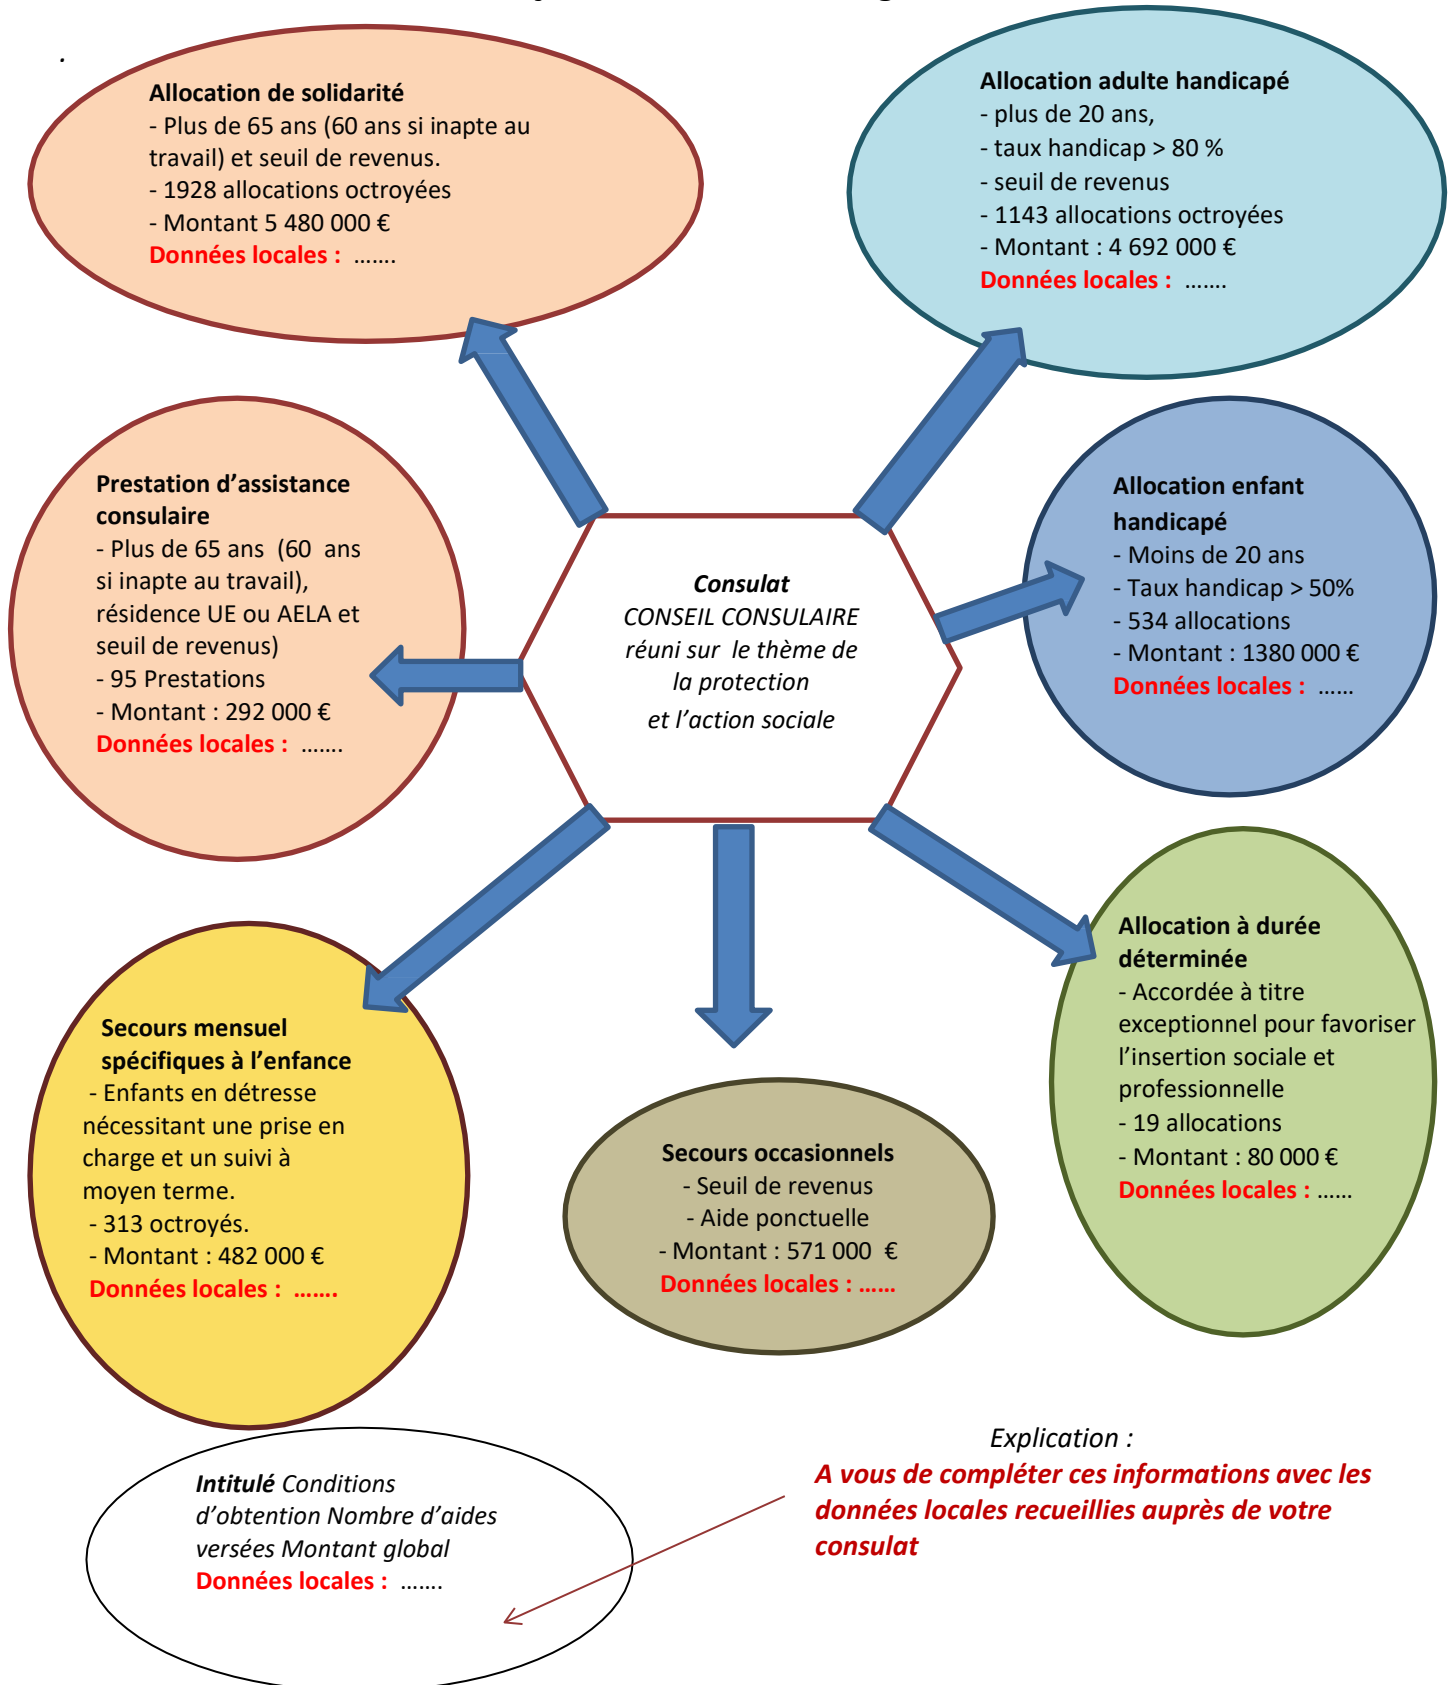 .
Allocation de solidarité
- Plus de 65 ans (60 ans si inapte au
travail) et seuil de revenus.
- 1928 allocations octroyées
- Montant 5 480 000 €
Données locales : …….
Allocation adulte handicapé
- plus de 20 ans,
- taux handicap > 80 %
- seuil de revenus
- 1143 allocations octroyées
- Montant : 4 692 000 €
Données locales : …….
Prestation d’assistance
consulaire
- Plus de 65 ans (60 ans
si inapte au travail),
résidence UE ou AELA et
seuil de revenus)
- 95 Prestations
- Montant : 292 000 €
Données locales : …….
Consulat
CONSEIL CONSULAIRE
réuni sur le thème de
la protection
et l’action sociale
Allocation enfant
handicapé
- Moins de 20 ans
- Taux handicap > 50%
- 534 allocations
- Montant : 1380 000 €
Données locales : ……
Secours mensuel
spécifiques à l’enfance
- Enfants en détresse
nécessitant une prise en
charge et un suivi à
moyen terme.
- 313 octroyés.
- Montant : 482 000 €
Données locales : …….
Secours occasionnels
- Seuil de revenus
- Aide ponctuelle
- Montant : 571 000 €
Données locales : ……
Allocation à durée
déterminée
- Accordée à titre
exceptionnel pour favoriser
l’insertion sociale et
professionnelle
- 19 allocations
- Montant : 80 000 €
Données locales : ……
Intitulé Conditions
d’obtention Nombre d’aides
versées Montant global
Données locales : …….
Explication :
A vous de compléter ces informations avec les
données locales recueillies auprès de votre
consulat